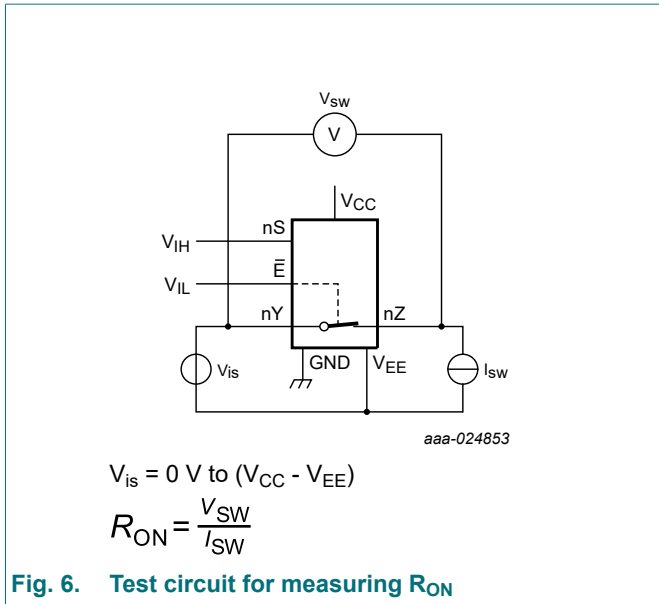 Vsw
V
VCC
nS
VIH
E̅
VIL
nY
nZ
GND
VEE
Vis
Isw
aaa-024853
Vis = 0 V to (VCC - VEE)
RON = VSW / ISW
Fig. 6. Test circuit for measuring RON